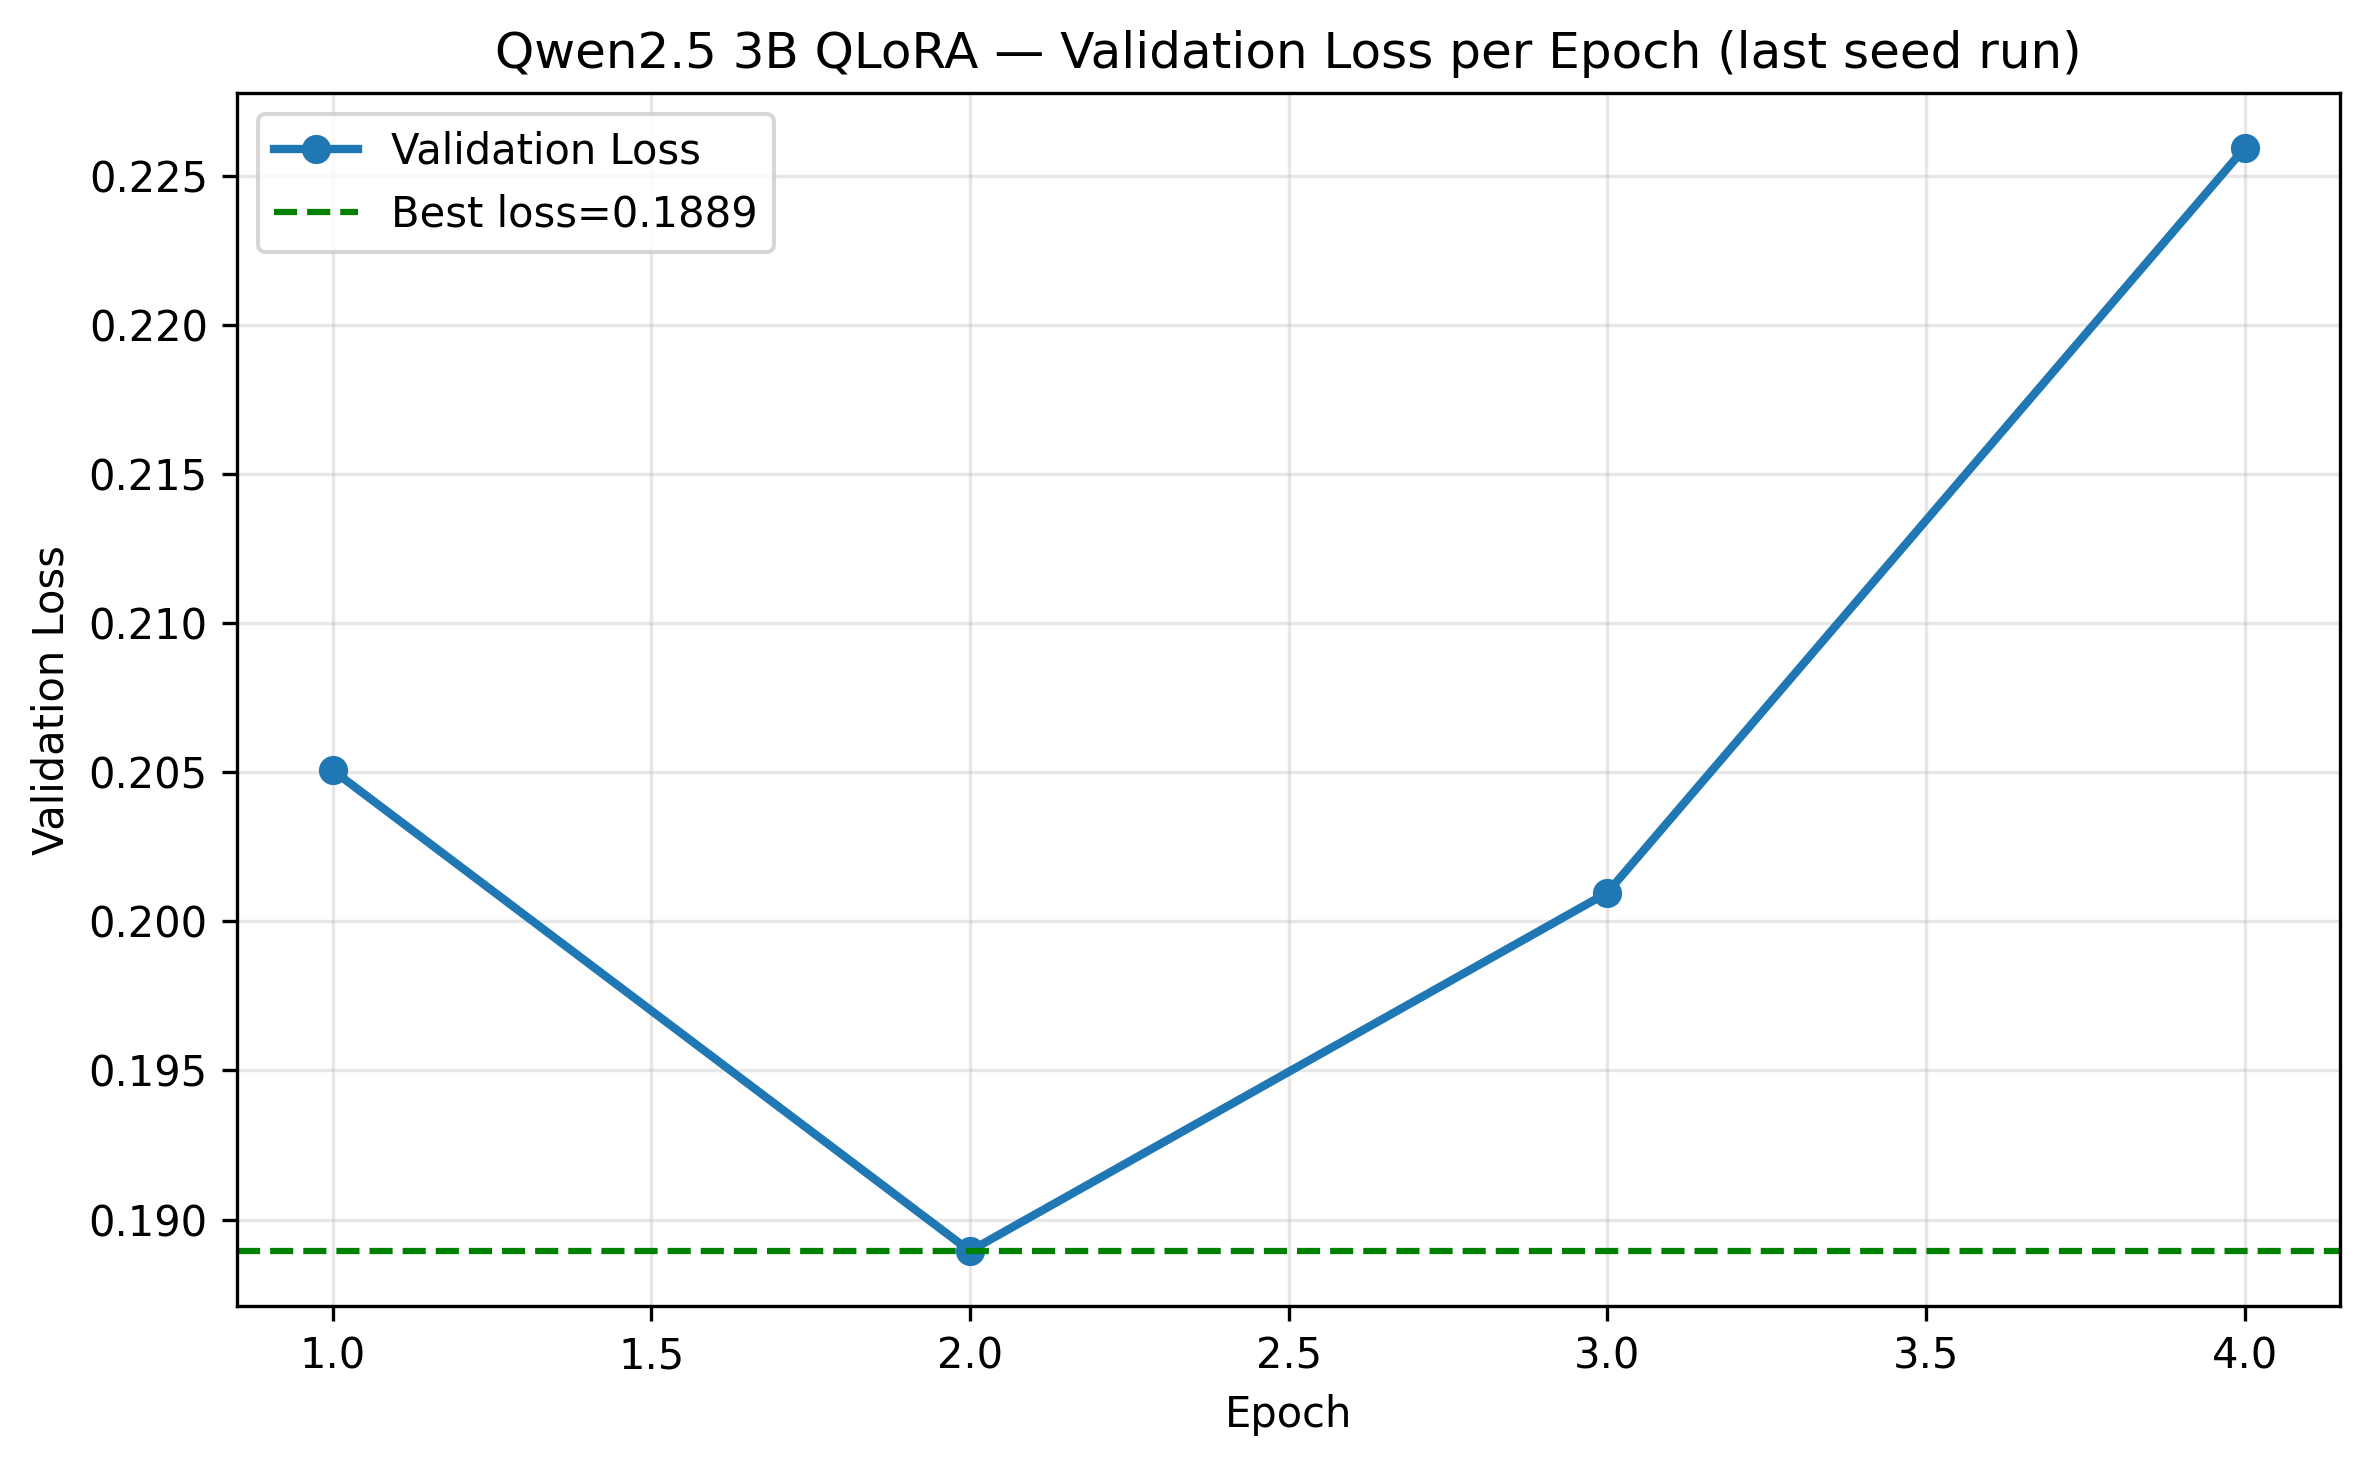 Qwen2.5 3B QLoRA — Validation Loss per Epoch (last seed run)
Validation Loss
Best loss=0.1889
Validation Loss
0.225
0.220
0.215
0.210
0.205
0.200
0.195
0.190
1.0 1.5 2.0 2.5 3.0 3.5 4.0
Epoch